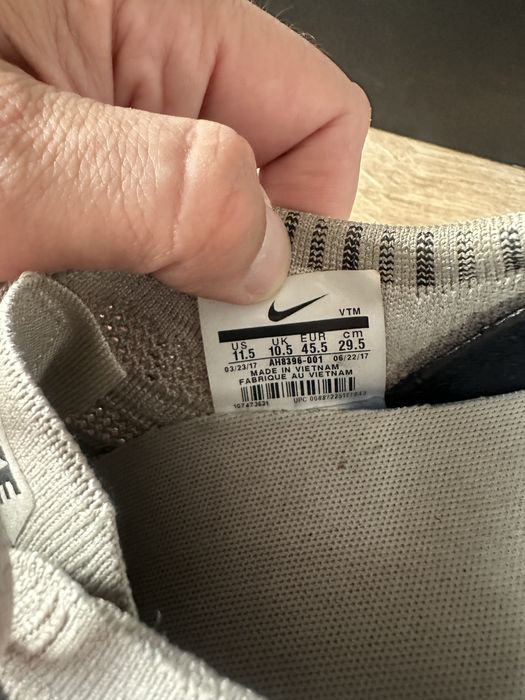 VTM
US UK EUR cm
11.5 10.5 45.5 29.5
03/23/17 AH8396-001 06/22/17
MADE IN VIETNAM
FABRIQUE AU VIETNAM
UPC